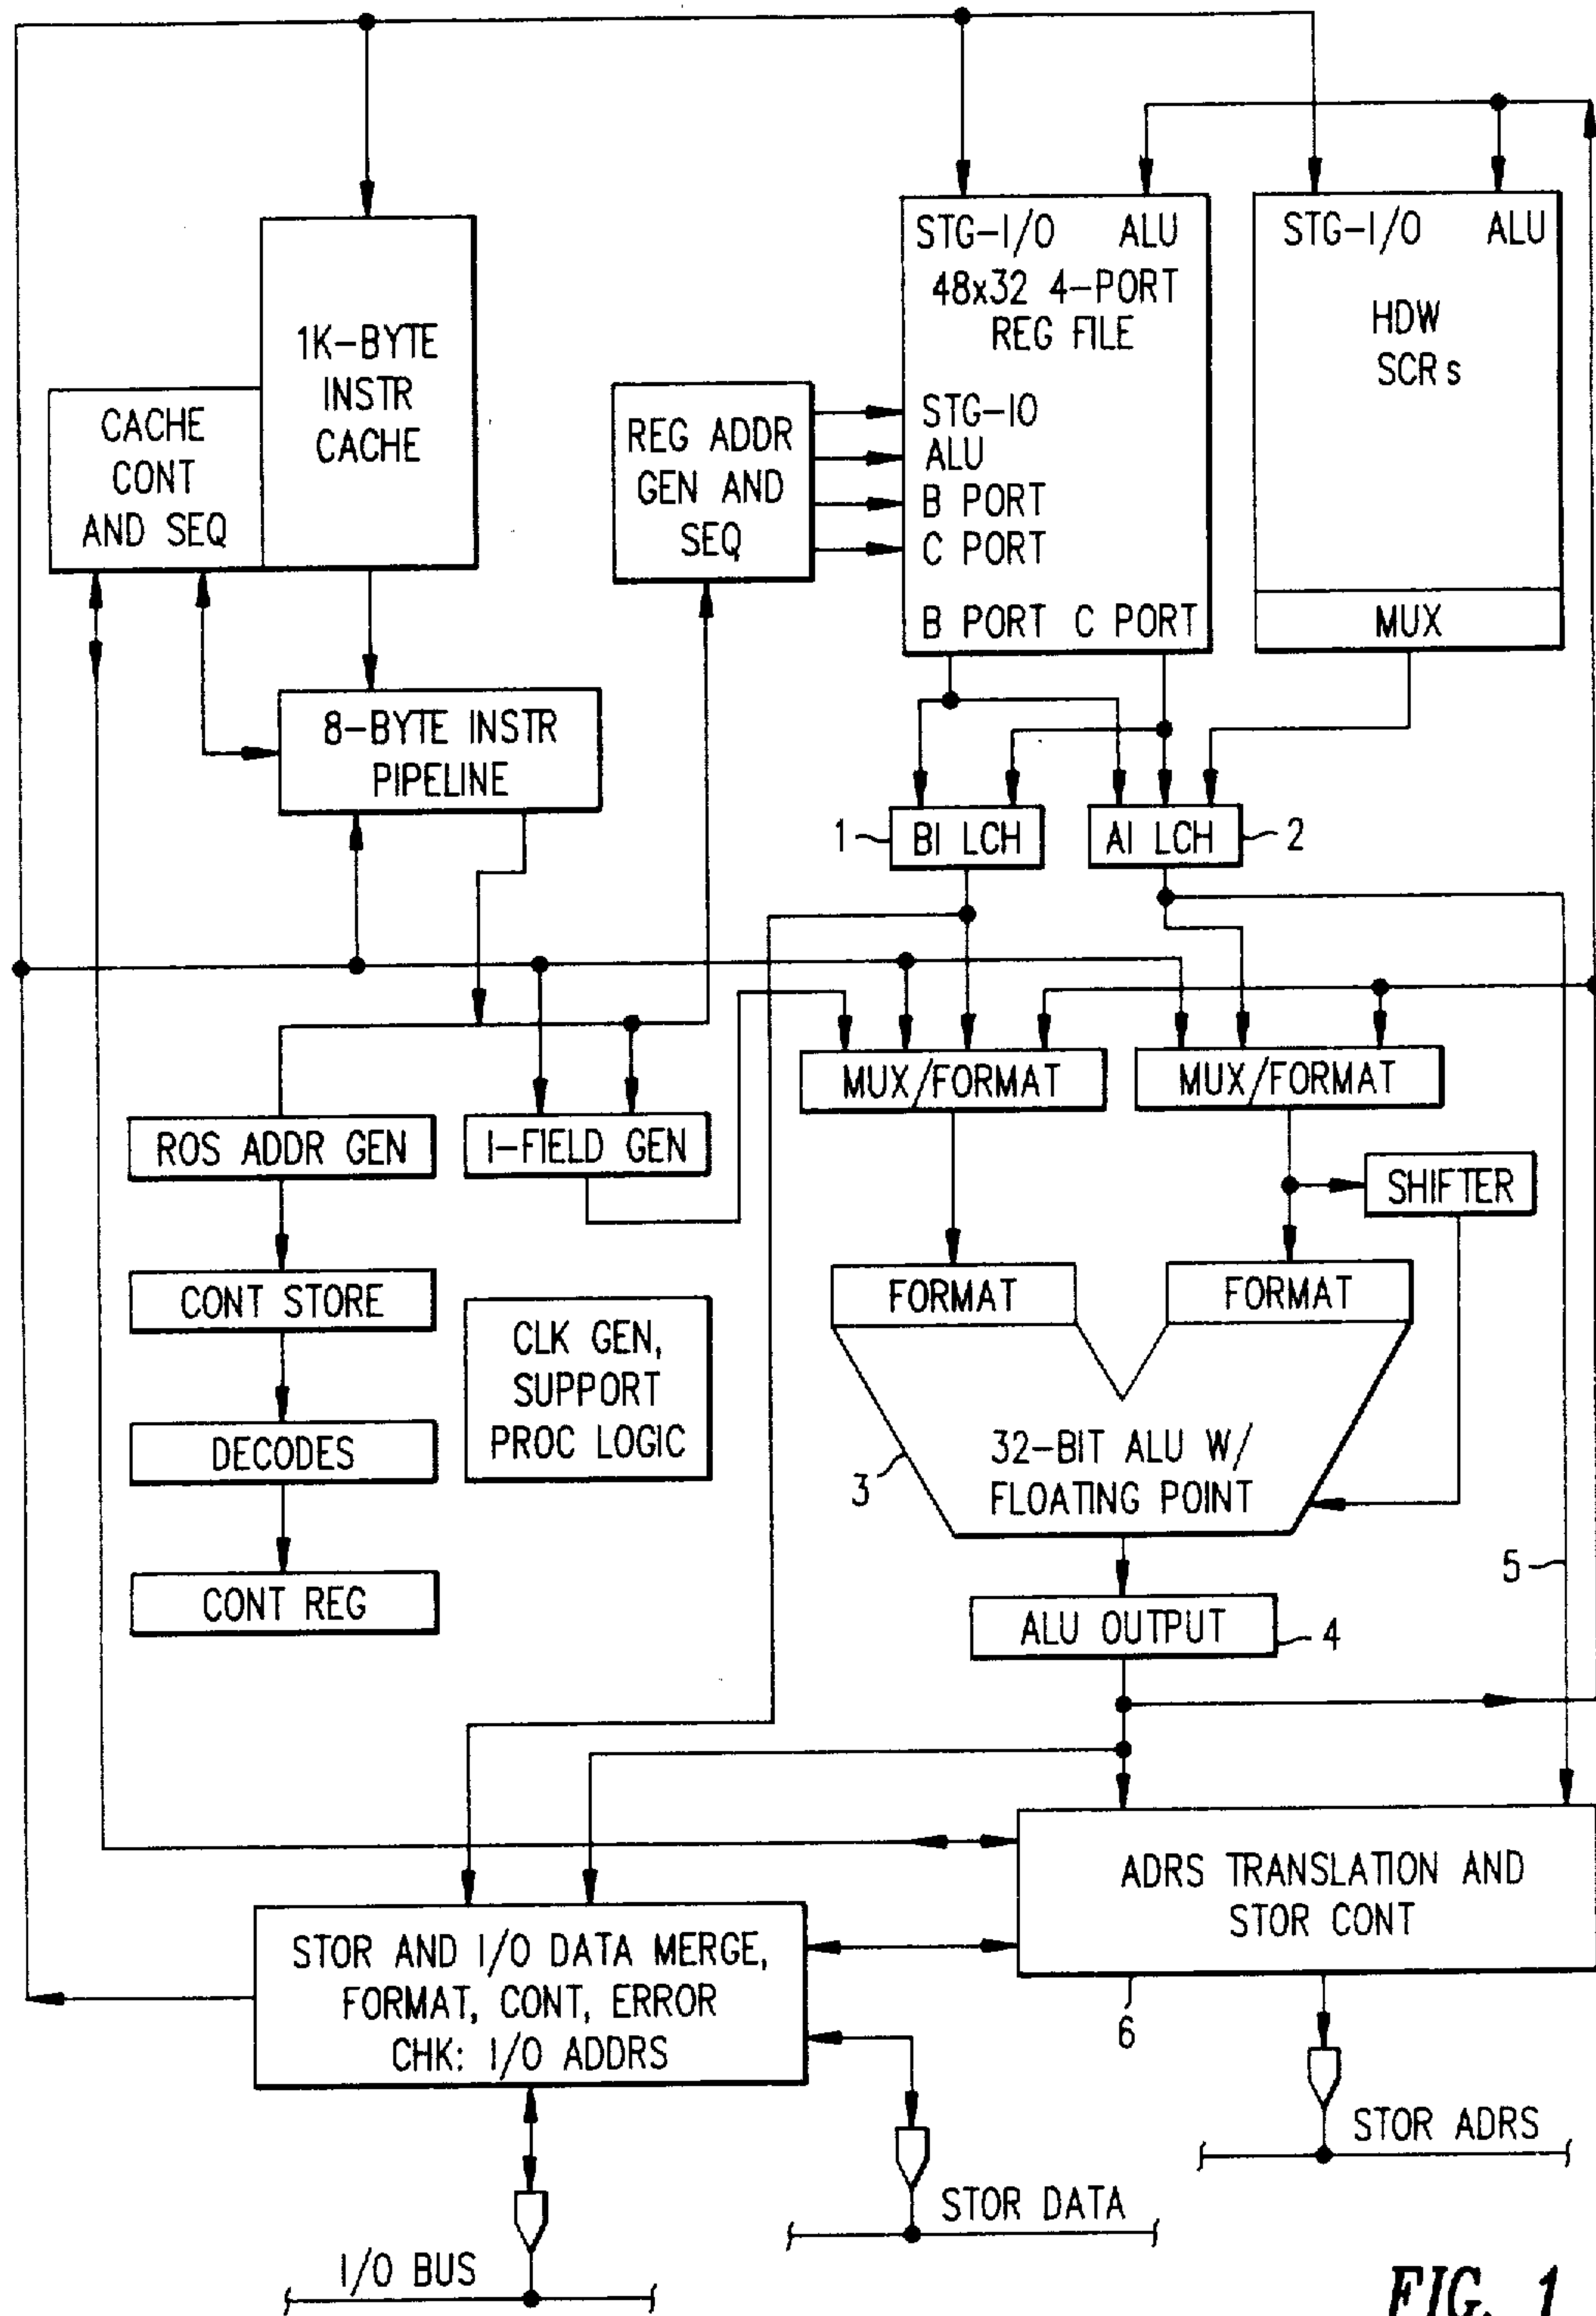 STG-I/O ALU
48x32 4-PORT
REG FILE
STG-IO
ALU
B PORT
C PORT
B PORT C PORT
STG-I/O ALU
HDW
SCRs
MUX
1K-BYTE
INSTR
CACHE
CACHE
CONT
AND SEQ
REG ADDR
GEN AND
SEQ
8-BYTE INSTR
PIPELINE
1
BI LCH
AI LCH
2
MUX/FORMAT
MUX/FORMAT
ROS ADDR GEN
I-FIELD GEN
SHIFTER
CONT STORE
CLK GEN,
SUPPORT
PROC LOGIC
FORMAT
FORMAT
DECODES
3
32-BIT ALU W/
FLOATING POINT
CONT REG
5
ALU OUTPUT
4
ADRS TRANSLATION AND
STOR CONT
6
STOR AND I/O DATA MERGE,
FORMAT, CONT, ERROR
CHK: I/O ADDRS
STOR ADRS
STOR DATA
I/O BUS
FIG. 1